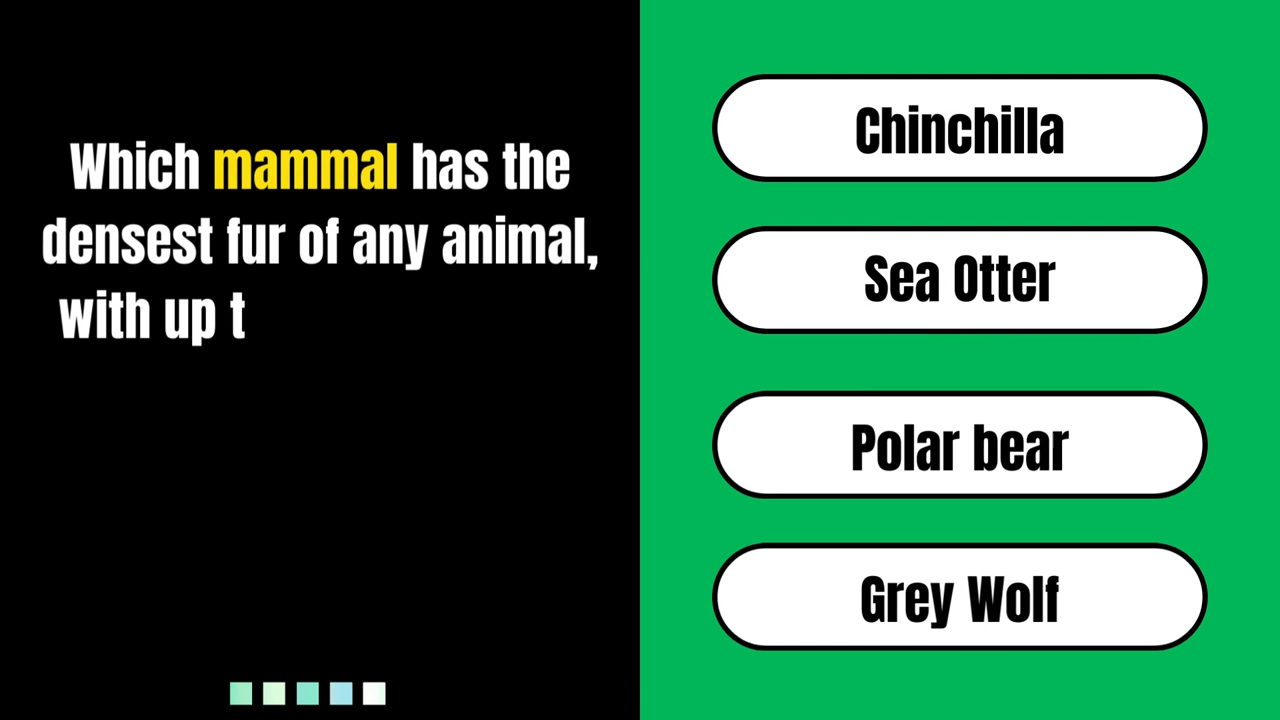 Which mammal has the
densest fur of any animal,
with up t
Chinchilla
Sea Otter
Polar bear
Grey Wolf